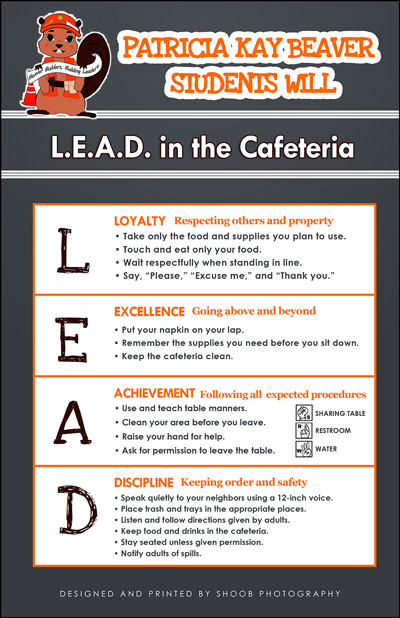 Beaver Builders, Building Leaders
PATRICIA KAY BEAVER
STUDENTS WILL
L.E.A.D. in the Cafeteria
L
LOYALTY Respecting others and property
• Take only the food and supplies you plan to use.
• Touch and eat only your food.
• Wait respectfully when standing in line.
• Say, “Please,” “Excuse me,” and “Thank you.”
E
EXCELLENCE Going above and beyond
• Put your napkin on your lap.
• Remember the supplies you need before you sit down.
• Keep the cafeteria clean.
A
ACHIEVEMENT Following all expected procedures
• Use and teach table manners.
• Clean your area before you leave.
• Raise your hand for help.
• Ask for permission to leave the table.
SHARING TABLE
R
RESTROOM
W
WATER
D
DISCIPLINE Keeping order and safety
• Speak quietly to your neighbors using a 12-inch voice.
• Place trash and trays in the appropriate places.
• Listen and follow directions given by adults.
• Keep food and drinks in the cafeteria.
• Stay seated unless given permission.
• Notify adults of spills.
DESIGNED AND PRINTED BY SHOOB PHOTOGRAPHY